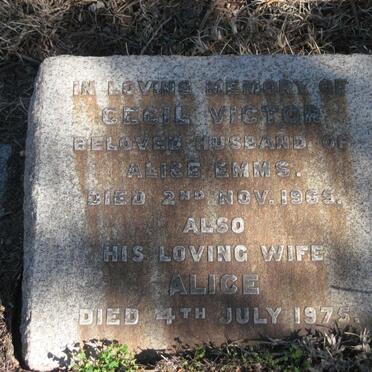 IN LOVING MEMORY OF
CECIL VICTOR
BELOVED HUSBAND OF
ALICE EMMS.
DIED 2ND NOV. 1965.
ALSO
HIS LOVING WIFE
ALICE
DIED 4TH JULY 1975.